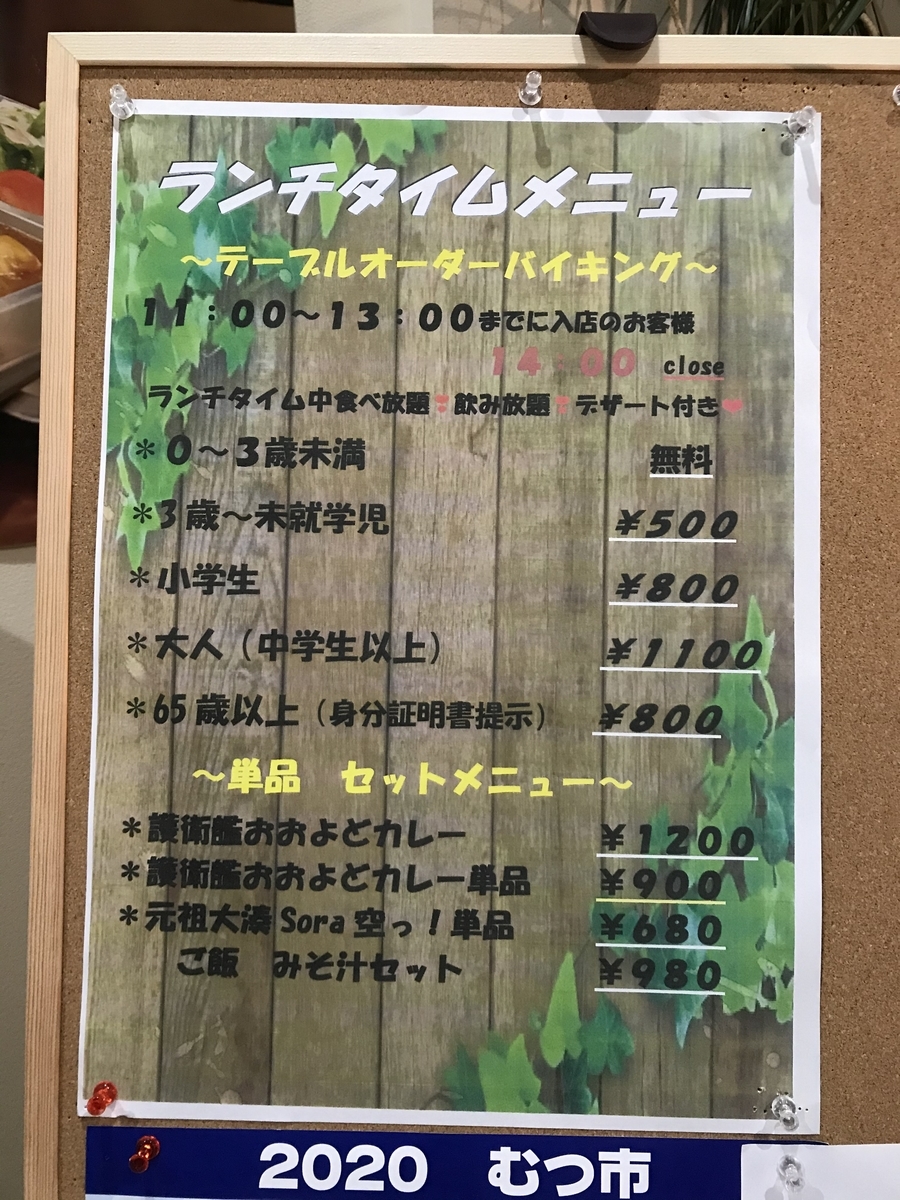 ランチタイムメニュー
～テーブルオーダーバイキング～
11：00～13：00までに入店のお客様
14：00 close
ランチタイム中食べ放題❣飲み放題❣デザート付き❤
＊0～3歳未満 無料
＊3歳～未就学児 ¥500
＊小学生 ¥800
＊大人（中学生以上） ¥1100
＊65歳以上（身分証明書提示） ¥800
～単品 セットメニュー～
＊護衛艦おおよどカレー ¥1200
＊護衛艦おおよどカレー単品 ¥900
＊元祖大湊Sora空っ！単品 ¥680
ご飯 みそ汁セット ¥980
2020 むつ市